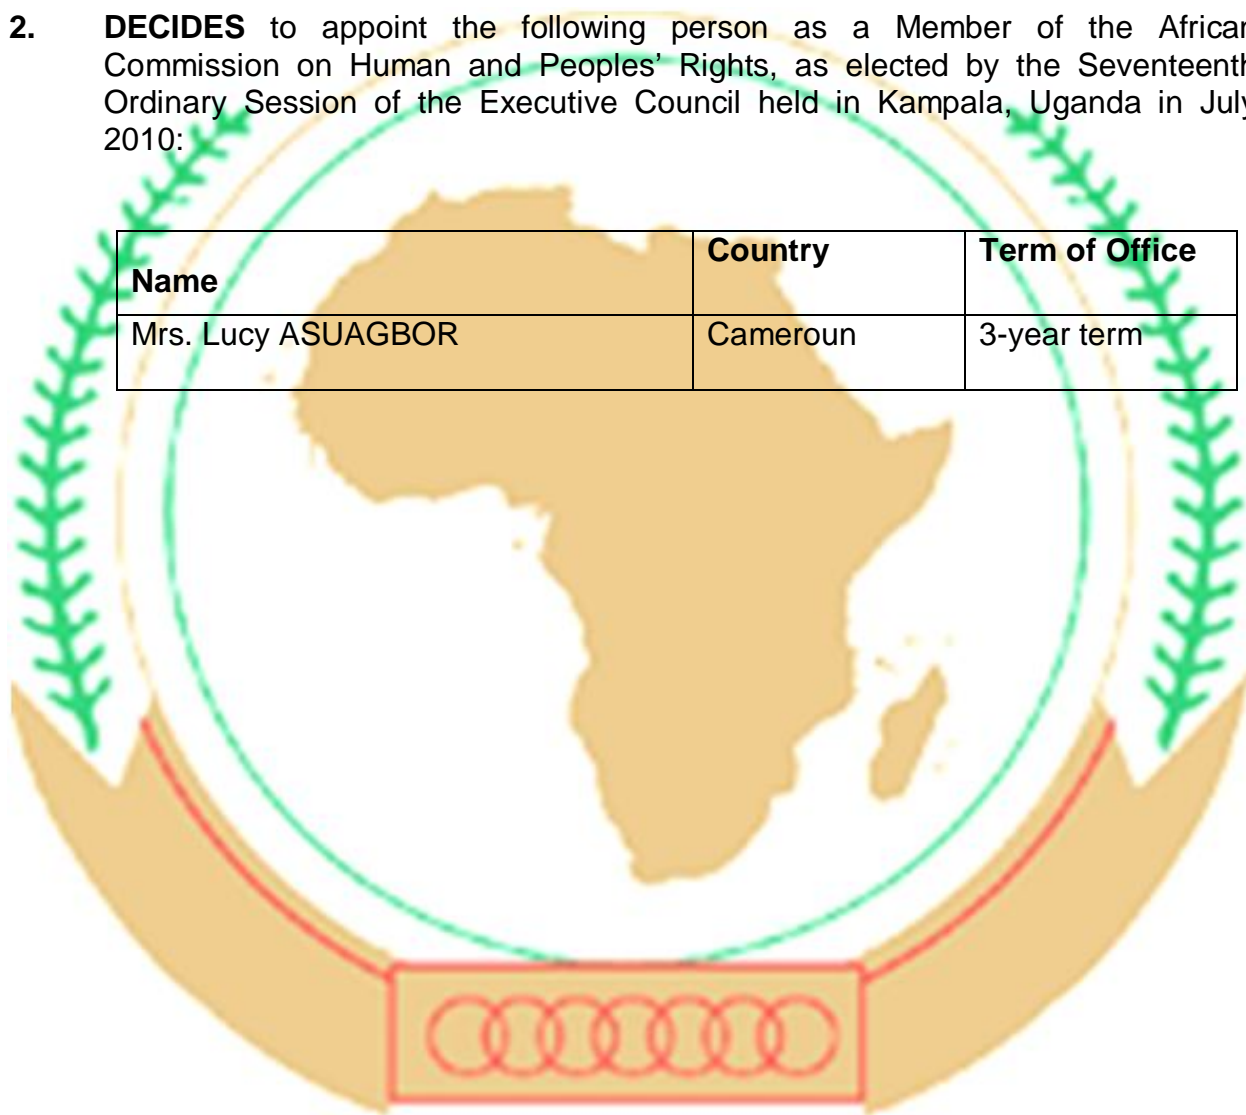 2. DECIDES to appoint the following person as a Member of the African
Commission on Human and Peoples’ Rights, as elected by the Seventeenth
Ordinary Session of the Executive Council held in Kampala, Uganda in July
2010:
Name Country Term of Office
Mrs. Lucy ASUAGBOR Cameroun 3-year term